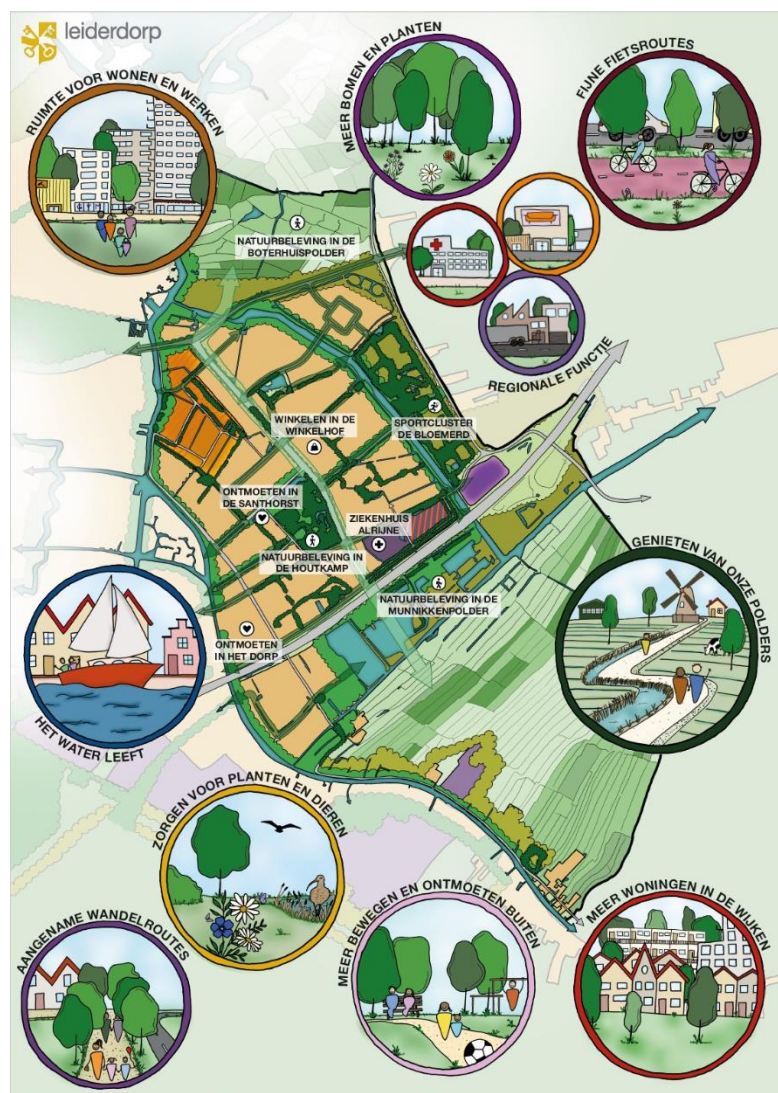 leiderdorp
RUIMTE VOOR WONEN EN WERKEN
MEER BOMEN EN PLANTEN
FIJNE FIETSROUTES
NATUURBELEVING IN DE
BOTERHUISPOLDER
REGIONALE FUNCTIE
WINKELEN IN DE
WINKELHOF
SPORTCLUSTER
DE BLOEMERD
ONTMOETEN IN
DE SANTHORST
ZIEKENHUIS
ALRIJNE
NATUURBELEVING IN
DE HOUTKAMP
NATUURBELEVING IN DE
MUNNIKKENPOLDER
GENIETEN VAN ONZE POLDERS
ONTMOETEN
IN HET DORP
HET WATER LEEFT
ZORGEN VOOR PLANTEN EN DIEREN
AANGENAME WANDELROUTES
MEER BEWEGEN EN ONTMOETEN BUITEN
MEER WONINGEN IN DE WIJKEN